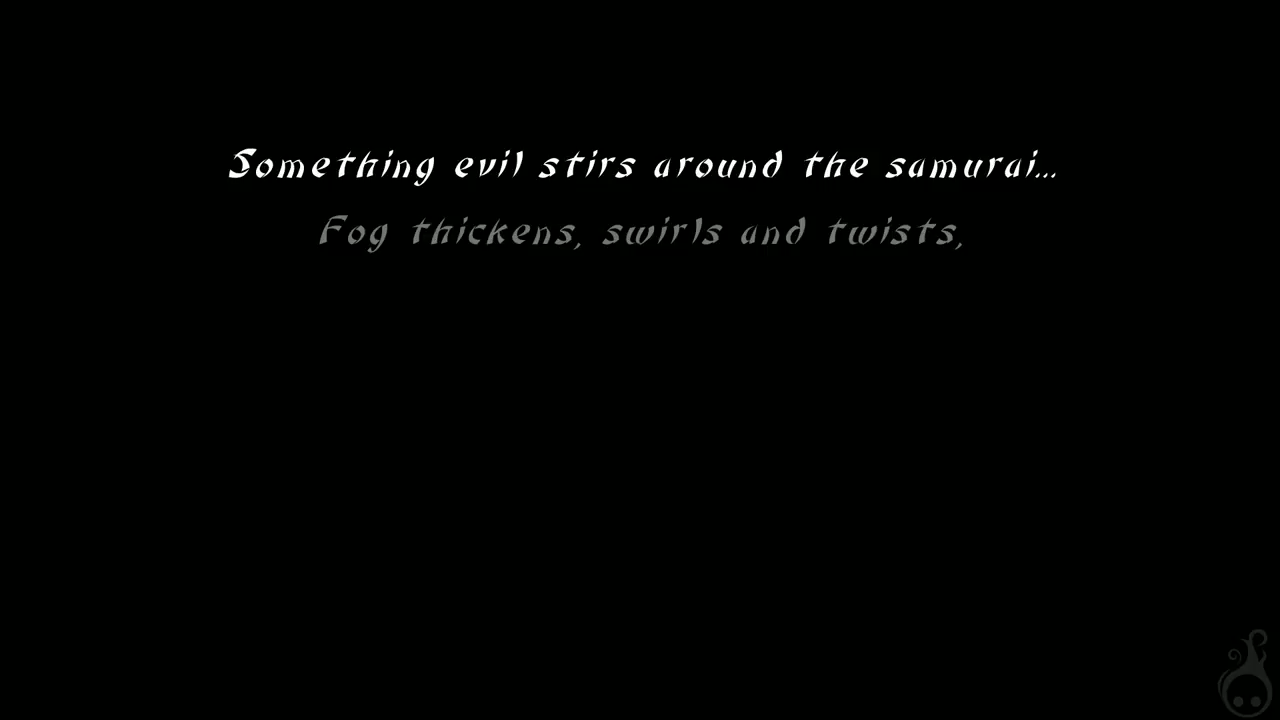 Something evil stirs around the samurai...
Fog thickens, swirls and twists,